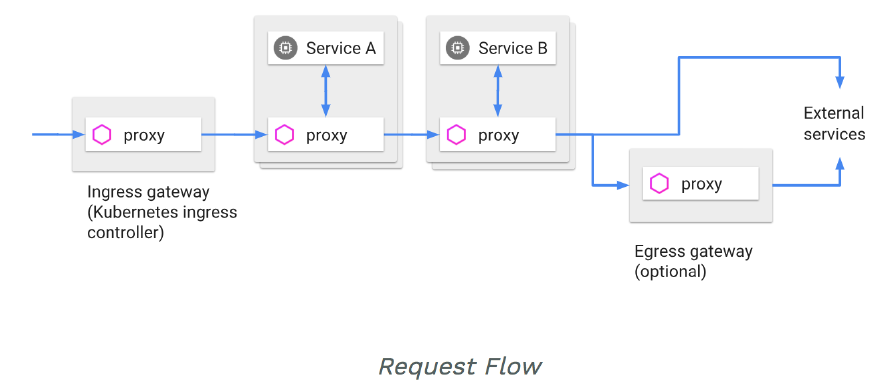 Service A
Service B
proxy
proxy
proxy
External
services
proxy
Ingress gateway
(Kubernetes ingress
controller)
Egress gateway
(optional)
Request Flow